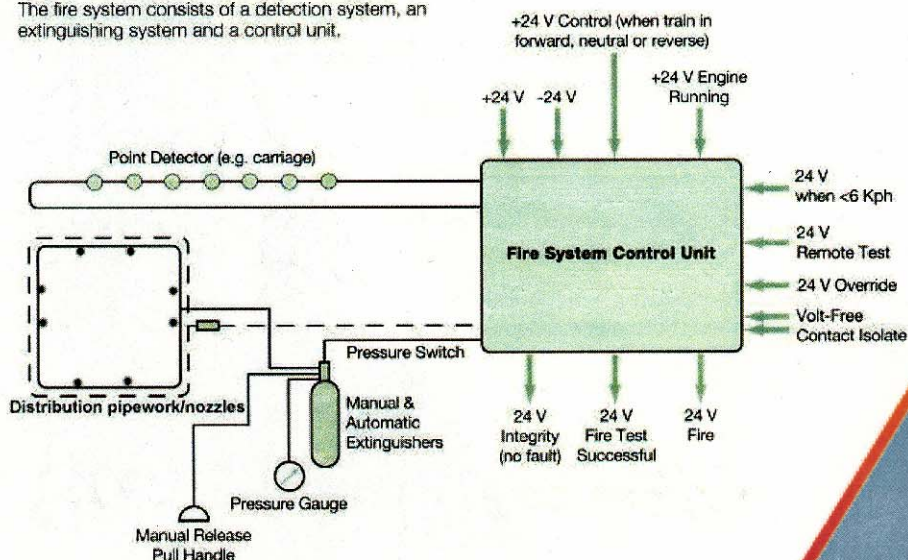 The fire system consists of a detection system, an
extinguishing system and a control unit.
+24 V Control (when train in
forward, neutral or reverse)
+24 V
-24 V
+24 V Engine
Running
Point Detector (e.g. carriage)
24 V
when <6 Kph
24 V
Remote Test
24 V Override
Volt-Free
Contact Isolate
Fire System Control Unit
Pressure Switch
Distribution pipework/nozzles
Manual &
Automatic
Extinguishers
Pressure Gauge
Manual Release
Pull Handle
24 V
Integrity
(no fault)
24 V
Fire Test
Successful
24 V
Fire